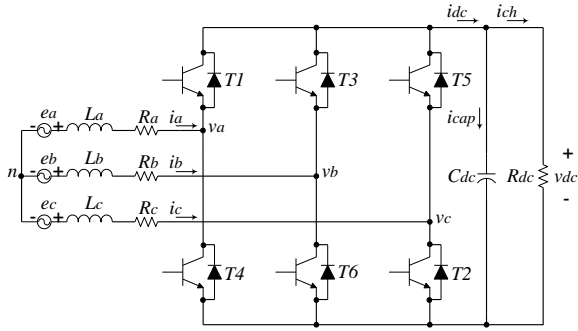 idc ich
T1 T3 T5
ea La Ra ia va
icap
eb Lb Rb ib vb
n
Cdc Rdc vdc
ec Lc Rc ic vc
T4 T6 T2
- + - + - + + -